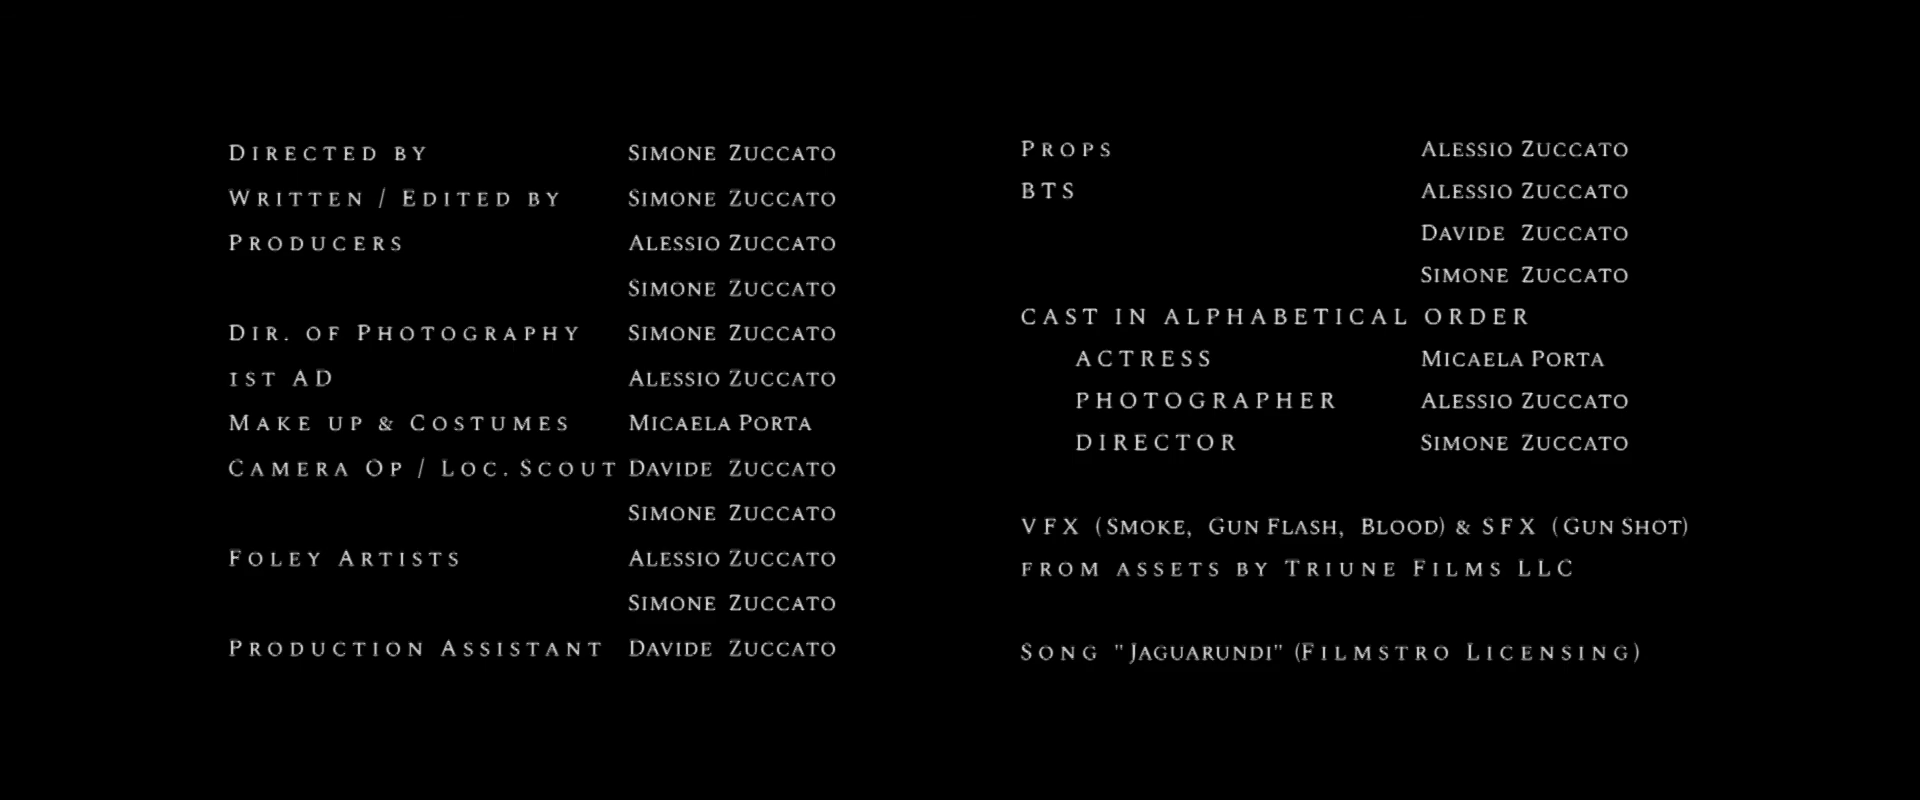 Directed by Simone Zuccato
Written / Edited by Simone Zuccato
Producers Alessio Zuccato
Simone Zuccato
Dir. of Photography Simone Zuccato
1st AD Alessio Zuccato
Make up & Costumes Micaela Porta
Camera Op / Loc. Scout Davide Zuccato
Simone Zuccato
Foley Artists Alessio Zuccato
Simone Zuccato
Production Assistant Davide Zuccato
Props Alessio Zuccato
BTS Alessio Zuccato
Davide Zuccato
Simone Zuccato
CAST IN ALPHABETICAL ORDER
ACTRESS Micaela Porta
PHOTOGRAPHER Alessio Zuccato
DIRECTOR Simone Zuccato
VFX (Smoke, Gun Flash, Blood) & SFX (Gun Shot)
from assets by Triune Films LLC
Song "Jaguarundi" (Filmstro Licensing)